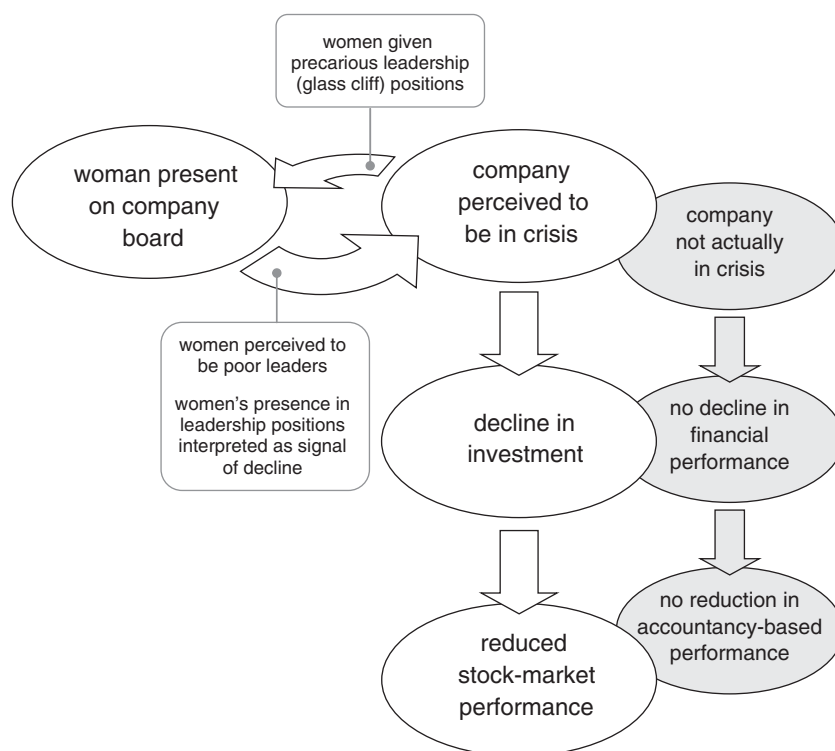 women given
precarious leadership
(glass cliff) positions
woman present
on company
board
company
perceived to
be in crisis
company
not actually
in crisis
women perceived to
be poor leaders
women's presence in
leadership positions
interpreted as signal
of decline
decline in
investment
no decline in
financial
performance
reduced
stock-market
performance
no reduction in
accountancy-based
performance